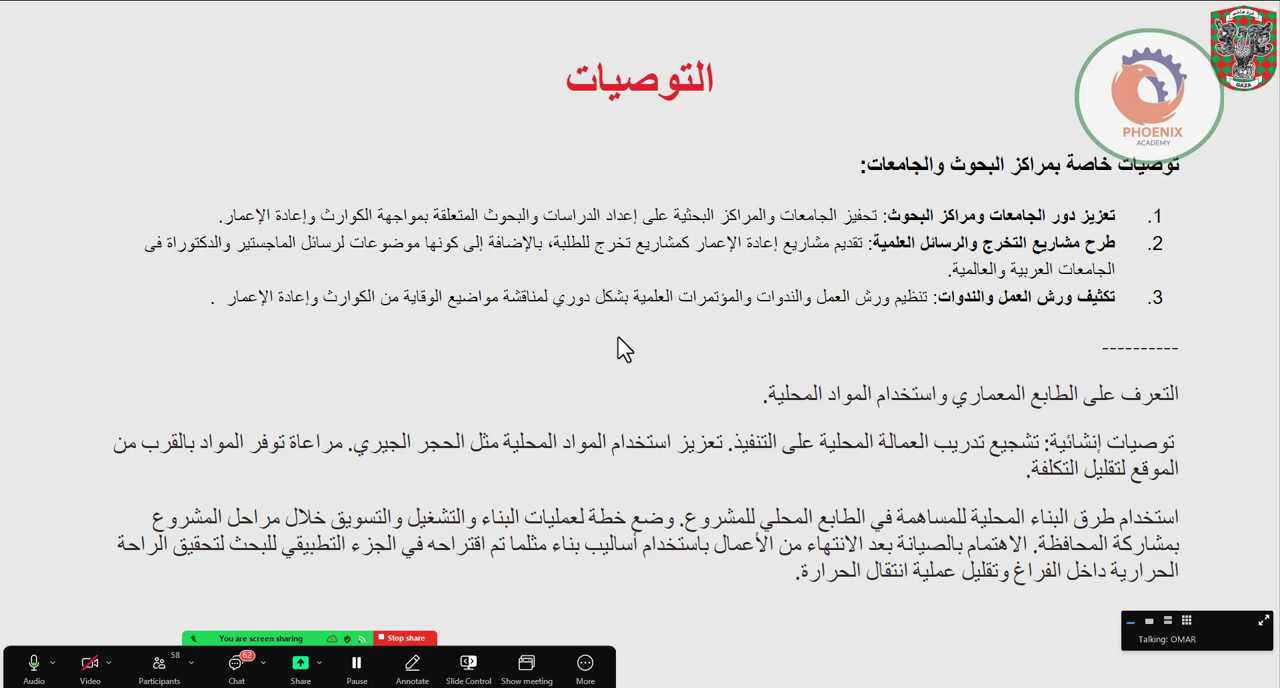 التوصيات
غزة هاشم
GAZA
PHOENIX
ACADEMY
توصيات خاصة بمراكز البحوث والجامعات:
1. تعزيز دور الجامعات ومراكز البحوث: تحفيز الجامعات والمراكز البحثية على إعداد الدراسات والبحوث المتعلقة بمواجهة الكوارث وإعادة الإعمار.
2. طرح مشاريع التخرج والرسائل العلمية: تقديم مشاريع إعادة الإعمار كمشاريع تخرج للطلبة، بالإضافة إلى كونها موضوعات لرسائل الماجستير والدكتوراة فى
الجامعات العربية والعالمية.
3. تكثيف ورش العمل والندوات: تنظيم ورش العمل والندوات والمؤتمرات العلمية بشكل دوري لمناقشة مواضيع الوقاية من الكوارث وإعادة الإعمار .
----------
التعرف على الطابع المعماري واستخدام المواد المحلية.
توصيات إنشائية: تشجيع تدريب العمالة المحلية على التنفيذ. تعزيز استخدام المواد المحلية مثل الحجر الجيري. مراعاة توفر المواد بالقرب من
الموقع لتقليل التكلفة.
استخدام طرق البناء المحلية للمساهمة في الطابع المحلي للمشروع. وضع خطة لعمليات البناء والتشغيل والتسويق خلال مراحل المشروع
بمشاركة المحافظة. الاهتمام بالصيانة بعد الانتهاء من الأعمال باستخدام أساليب بناء مثلما تم اقتراحه في الجزء التطبيقي للبحث لتحقيق الراحة
الحرارية داخل الفراغ وتقليل عملية انتقال الحرارة.
Talking: OMAR
You are screen sharing
Stop share
58
62
Audio
Video
Participants
Chat
Share
Pause
Annotate
Slide Control
Show meeting
More